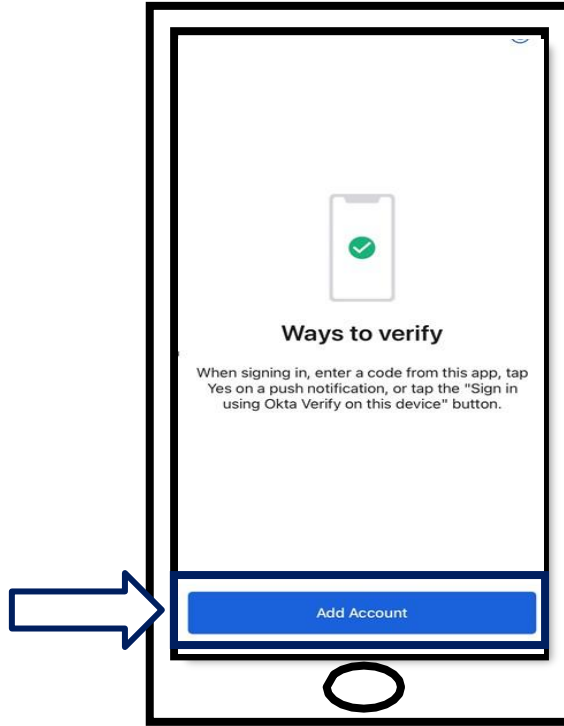 Ways to verify
When signing in, enter a code from this app, tap
Yes on a push notification, or tap the "Sign in
using Okta Verify on this device" button.
Add Account